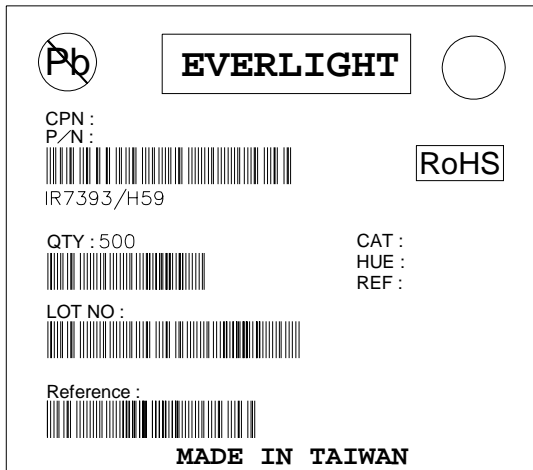 Pb
EVERLIGHT
CPN :
P/N :
RoHS
IR7393/H59
QTY : 500
CAT :
HUE :
REF :
LOT NO :
Reference :
MADE IN TAIWAN